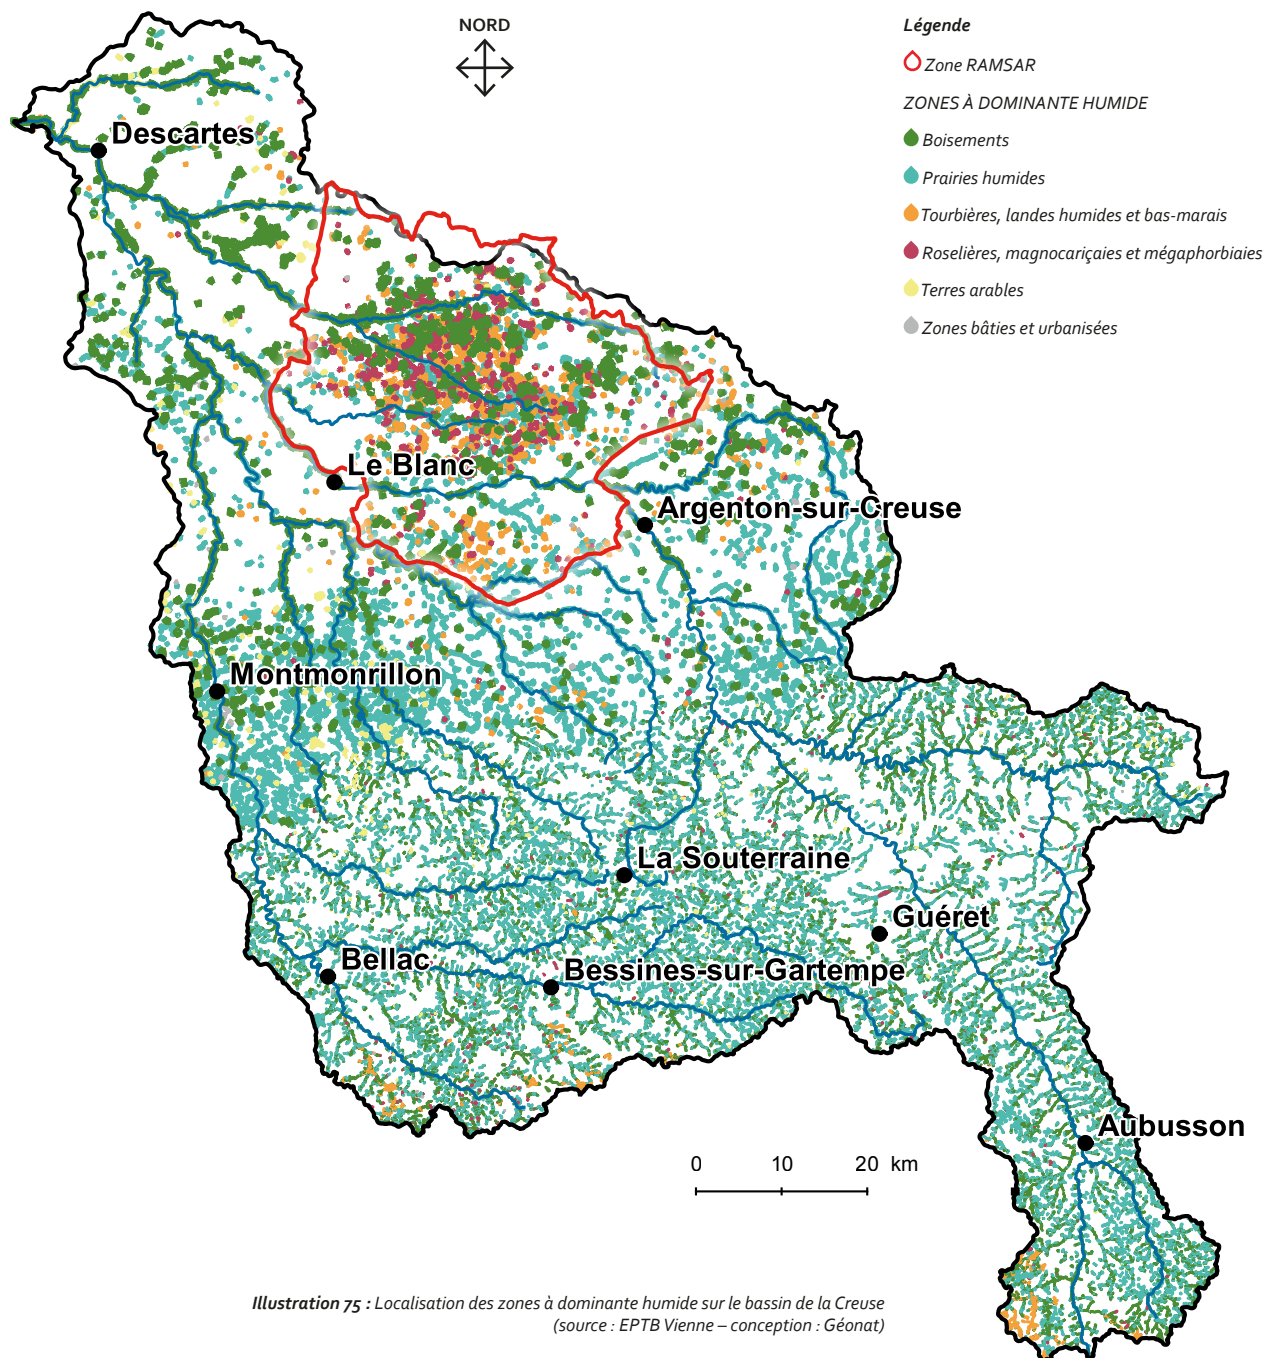 NORD
Légende
Zone RAMSAR
ZONES À DOMINANTE HUMIDE
Boisements
Prairies humides
Tourbières, landes humides et bas-marais
Roselières, magnocariçaies et mégaphorbiaies
Terres arables
Zones bâties et urbanisées
Descartes
Le Blanc
Argenton-sur-Creuse
Montmonrillon
La Souterraine
Guéret
Bellac
Bessines-sur-Gartempe
Aubusson
0 10 20 km
Illustration 75 : Localisation des zones à dominante humide sur le bassin de la Creuse
(source : EPTB Vienne – conception : Géonat)